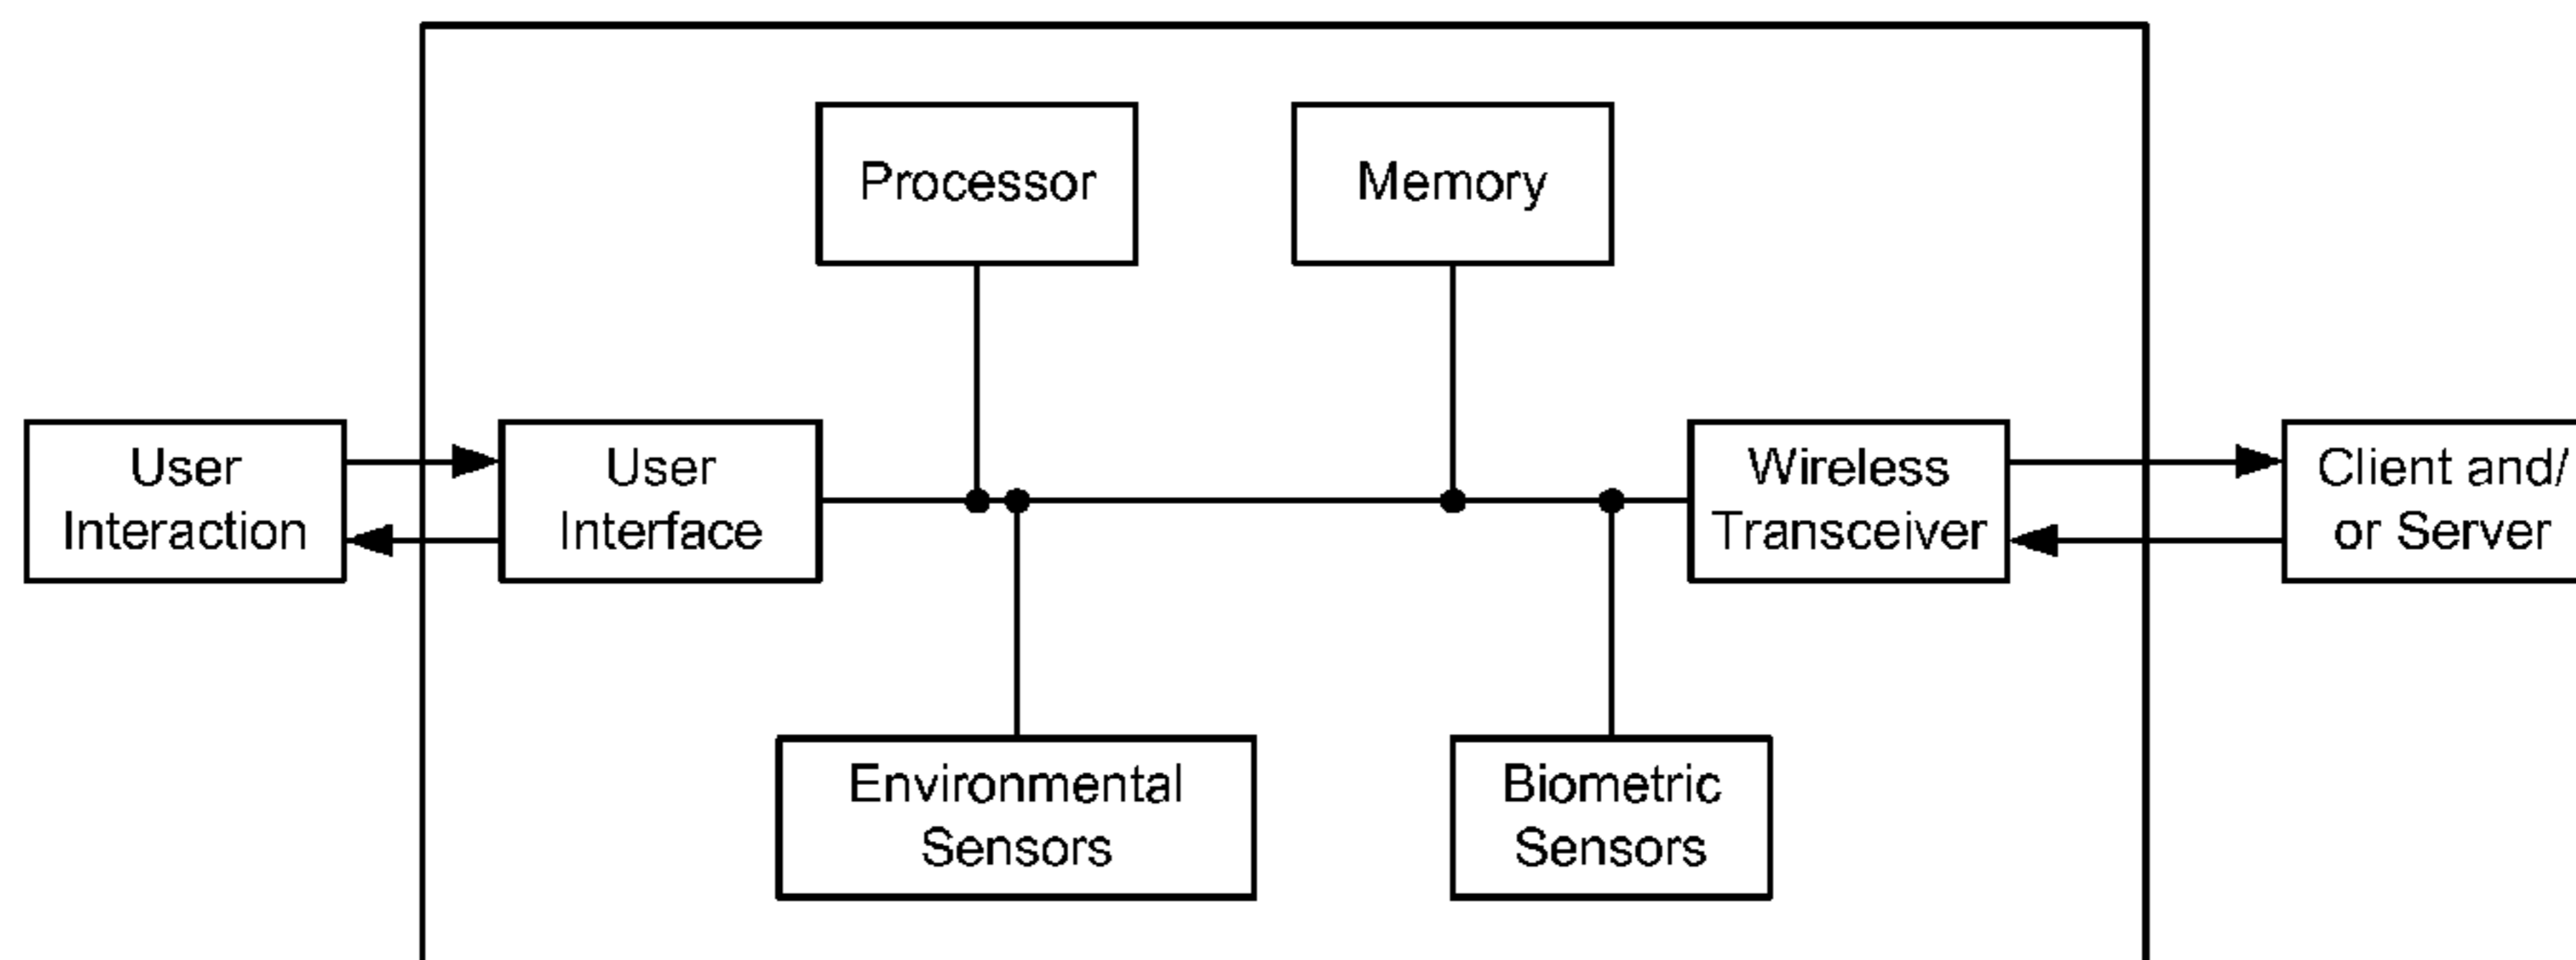 Processor
Memory
User
Interaction
User
Interface
Wireless
Transceiver
Client and/
or Server
Environmental
Sensors
Biometric
Sensors